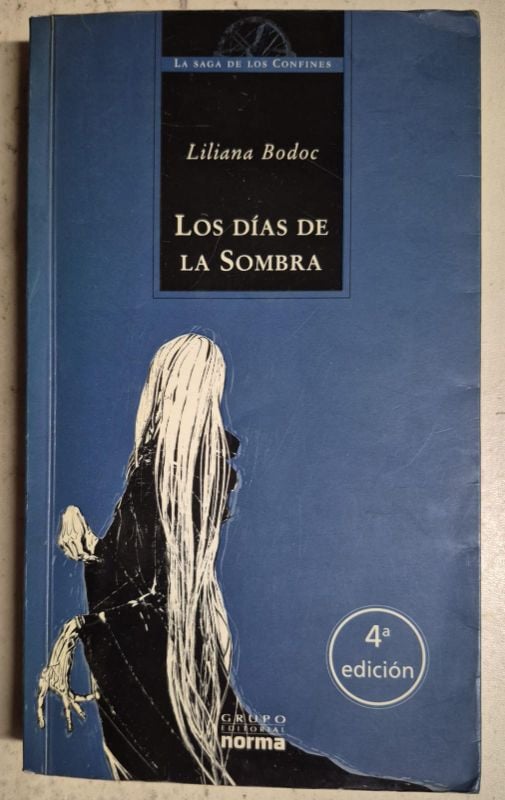 LA SAGA DE LOS CONFINES
Liliana Bodoc
LOS DÍAS DE
LA SOMBRA
4ª
edición
GRUPO
EDITORIAL
norma